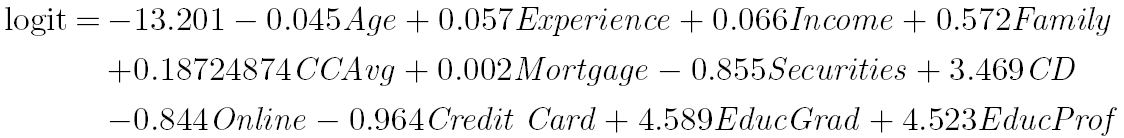 logit = −13.201 − 0.045Age + 0.057Experience + 0.066Income + 0.572Family
+0.18724874CCAvg + 0.002Mortgage − 0.855Securities + 3.469CD
−0.844Online − 0.964Credit Card + 4.589EducGrad + 4.523EducProf